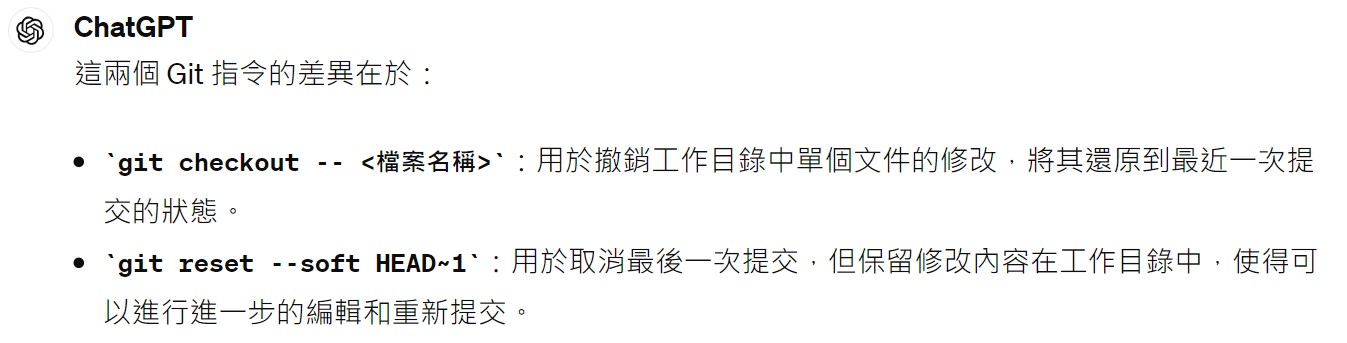 ChatGPT
這兩個 Git 指令的差異在於：
• `git checkout -- <檔案名稱>`：用於撤銷工作目錄中單個文件的修改，將其還原到最近一次提
交的狀態。
• `git reset --soft HEAD~1`：用於取消最後一次提交，但保留修改內容在工作目錄中，使得可
以進行進一步的編輯和重新提交。